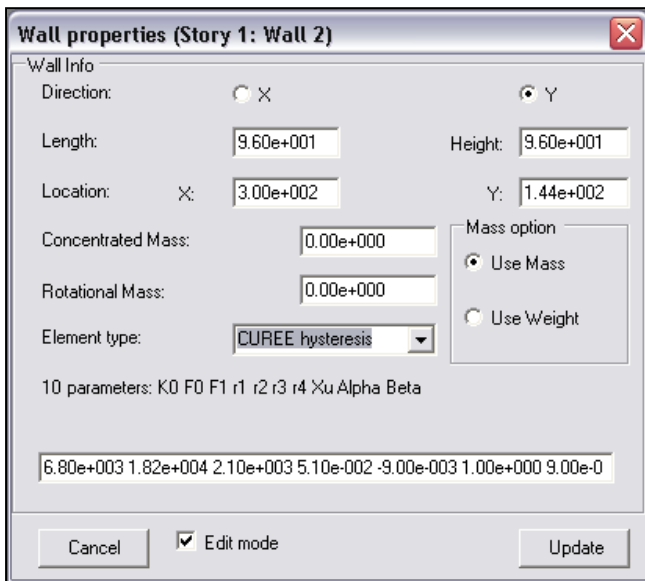 Wall properties (Story 1: Wall 2)
Wall Info
Direction: X Y
Length: 9.60e+001 Height: 9.60e+001
Location: X: 3.00e+002 Y: 1.44e+002
Concentrated Mass: 0.00e+000
Mass option
Use Mass
Rotational Mass: 0.00e+000
Use Weight
Element type: CUREE hysteresis
10 parameters: K0 F0 F1 r1 r2 r3 r4 Xu Alpha Beta
6.80e+003 1.82e+004 2.10e+003 5.10e-002 -9.00e-003 1.00e+000 9.00e-0
Cancel Edit mode Update